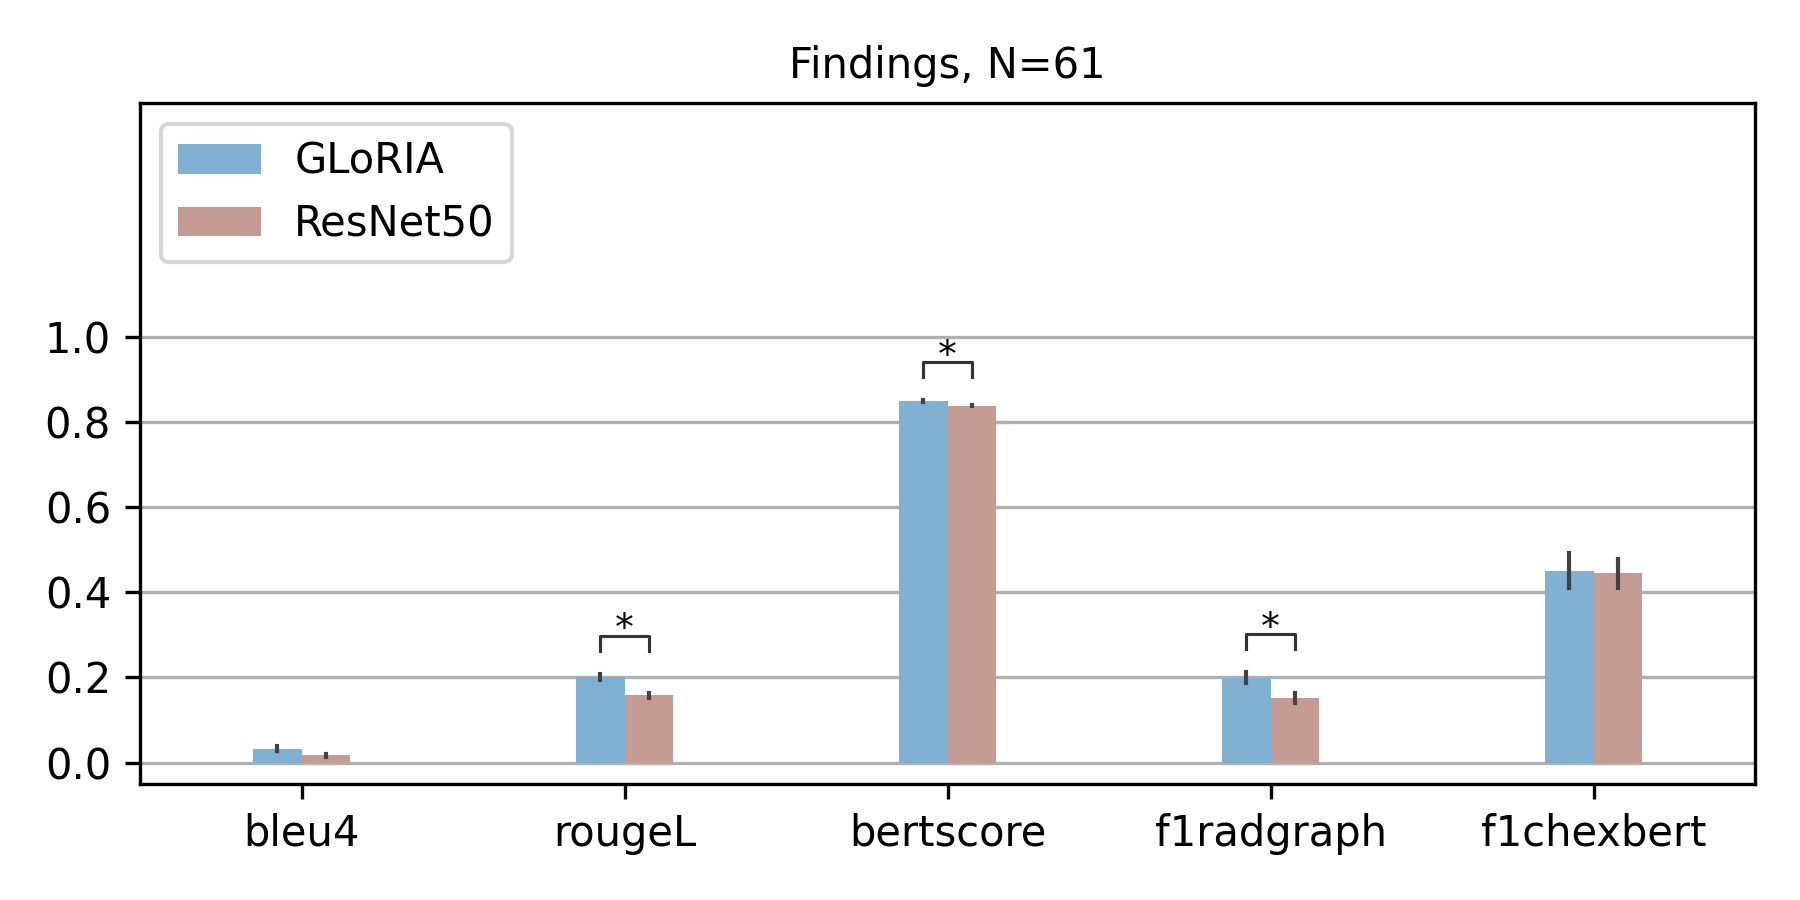 Findings, N=61
GLoRIA
ResNet50
1.0
0.8
0.6
0.4
0.2
0.0
*
*
*
bleu4 rougeL bertscore f1radgraph f1chexbert